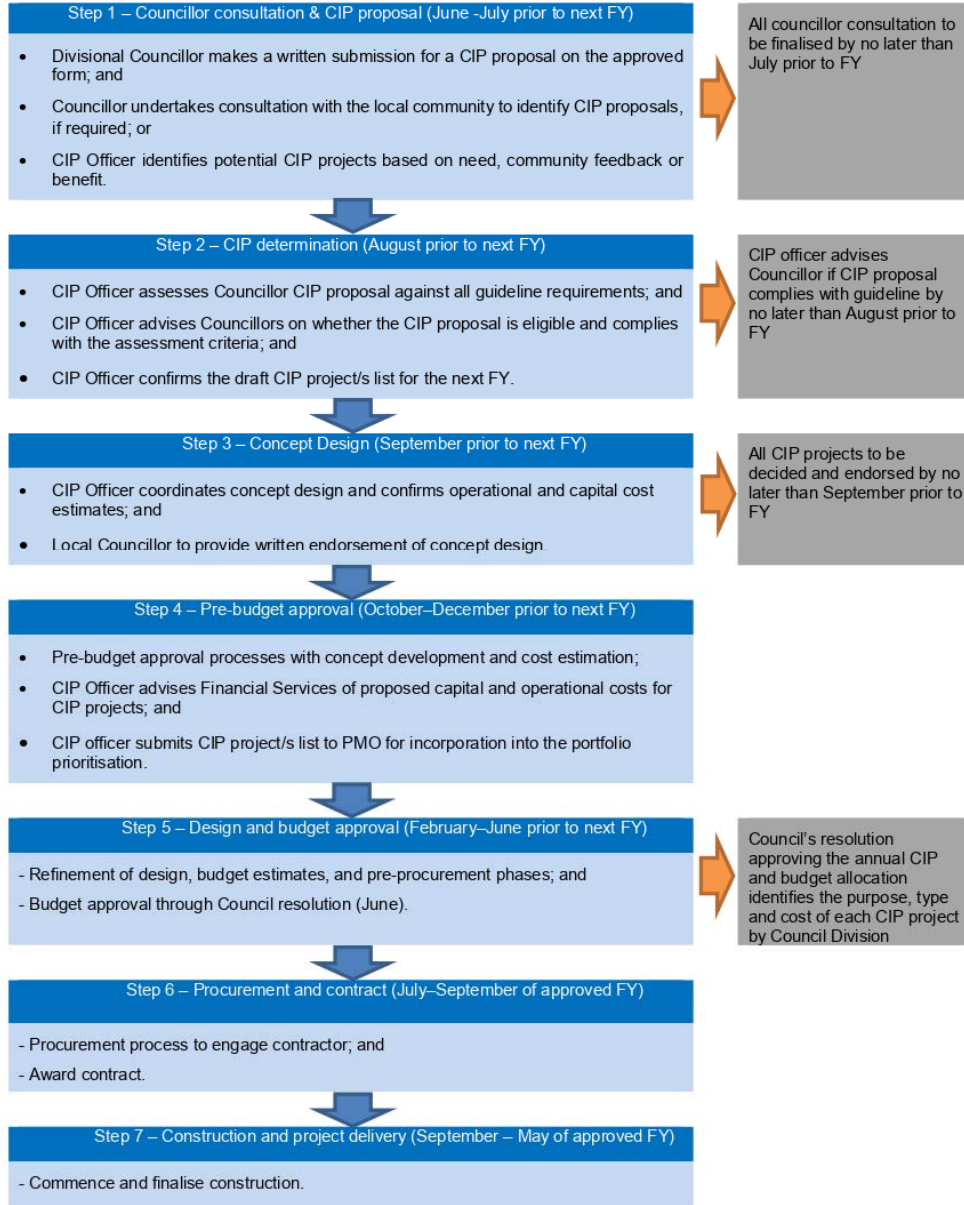 Step 1 – Councillor consultation & CIP proposal (June -July prior to next FY)
• Divisional Councillor makes a written submission for a CIP proposal on the approved
form; and
• Councillor undertakes consultation with the local community to identify CIP proposals,
if required; or
• CIP Officer identifies potential CIP projects based on need, community feedback or
benefit.
All councillor consultation to
be finalised by no later than
July prior to FY
Step 2 – CIP determination (August prior to next FY)
• CIP Officer assesses Councillor CIP proposal against all guideline requirements; and
• CIP Officer advises Councillors on whether the CIP proposal is eligible and complies
with the assessment criteria; and
• CIP Officer confirms the draft CIP project/s list for the next FY.
CIP officer advises
Councillor if CIP proposal
complies with guideline by
no later than August prior to
FY
Step 3 – Concept Design (September prior to next FY)
• CIP Officer coordinates concept design and confirms operational and capital cost
estimates; and
• Local Councillor to provide written endorsement of concept design.
All CIP projects to be
decided and endorsed by no
later than September prior to
FY
Step 4 – Pre-budget approval (October–December prior to next FY)
• Pre-budget approval processes with concept development and cost estimation;
• CIP Officer advises Financial Services of proposed capital and operational costs for
CIP projects; and
• CIP officer submits CIP project/s list to PMO for incorporation into the portfolio
prioritisation.
Step 5 – Design and budget approval (February–June prior to next FY)
- Refinement of design, budget estimates, and pre-procurement phases; and
- Budget approval through Council resolution (June).
Council's resolution
approving the annual CIP
and budget allocation
identifies the purpose, type
and cost of each CIP project
by Council Division
Step 6 – Procurement and contract (July–September of approved FY)
- Procurement process to engage contractor; and
- Award contract.
Step 7 – Construction and project delivery (September – May of approved FY)
- Commence and finalise construction.